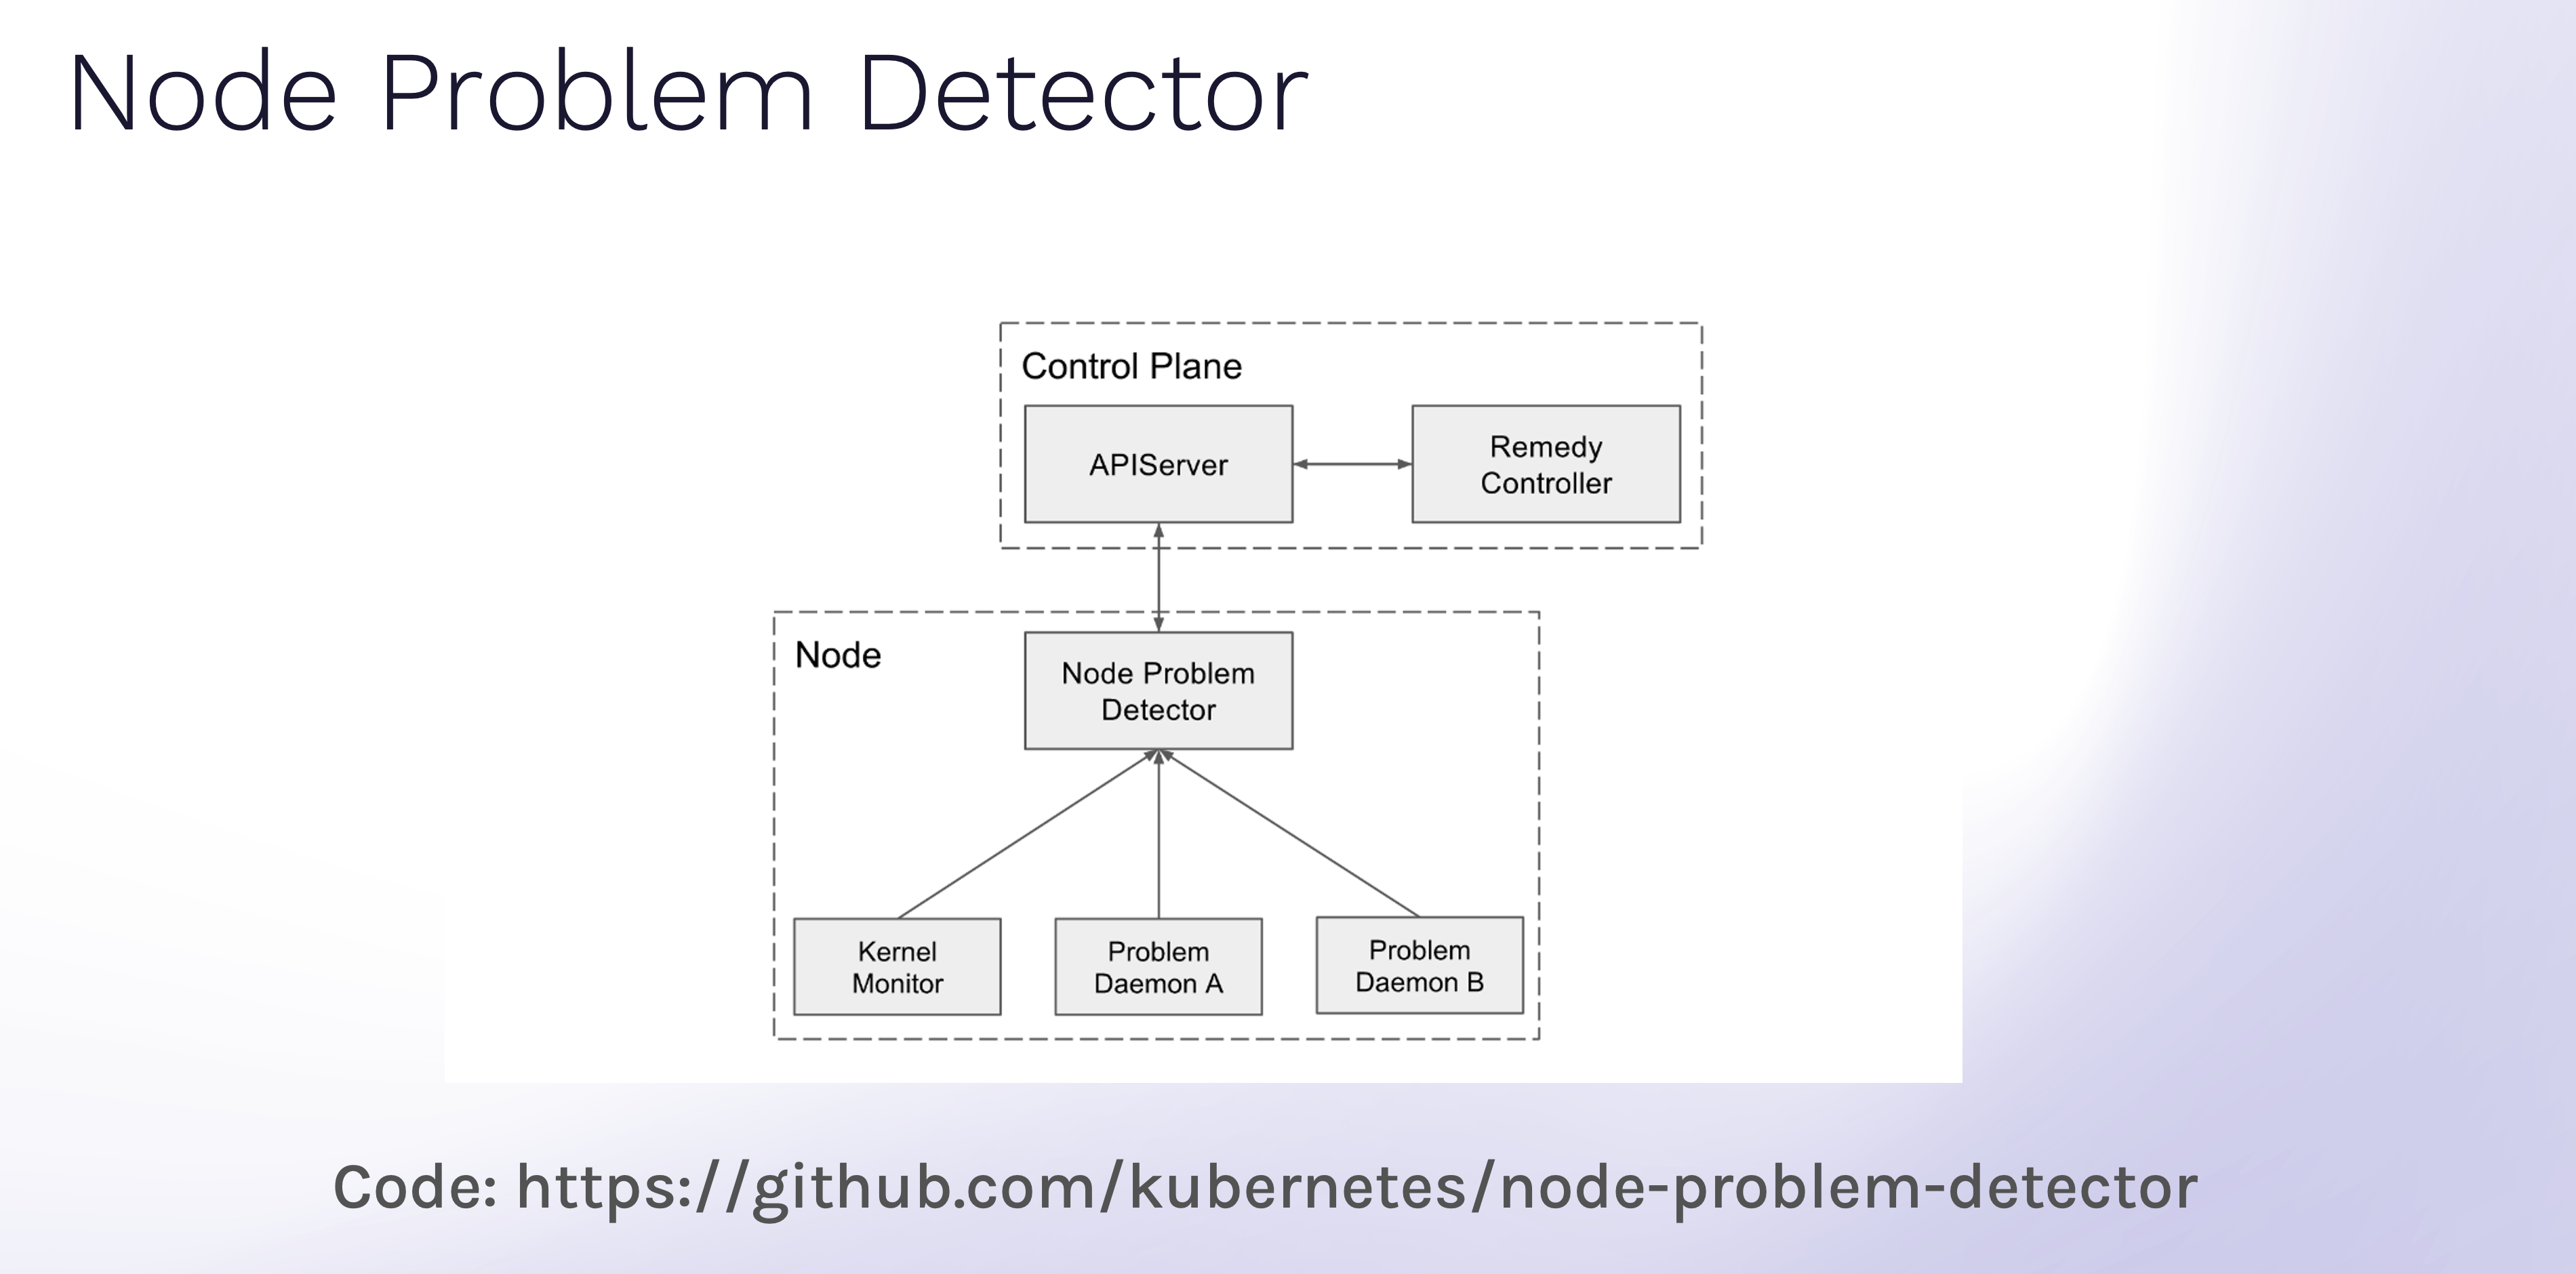 Node Problem Detector
Control Plane
APIServer
Remedy
Controller
Node
Node Problem
Detector
Kernel
Monitor
Problem
Daemon A
Problem
Daemon B
Code: https://github.com/kubernetes/node-problem-detector